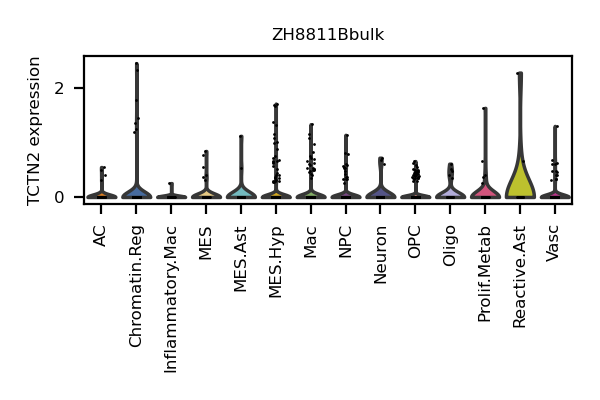 ZH8811Bbulk
TCTN2 expression
2
0
AC
Chromatin.Reg
Inflammatory.Mac
MES
MES.Ast
MES.Hyp
Mac
NPC
Neuron
OPC
Oligo
Prolif.Metab
Reactive.Ast
Vasc